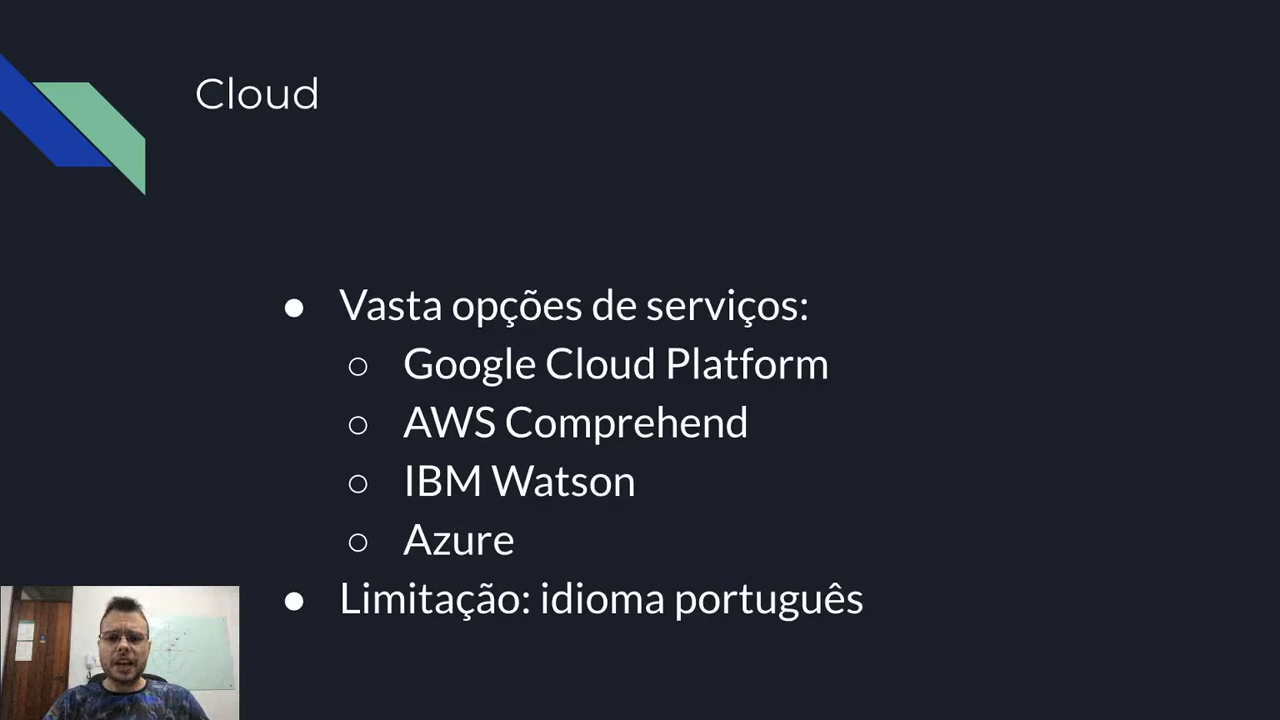 Cloud
● Vasta opções de serviços:
○ Google Cloud Platform
○ AWS Comprehend
○ IBM Watson
○ Azure
● Limitação: idioma português